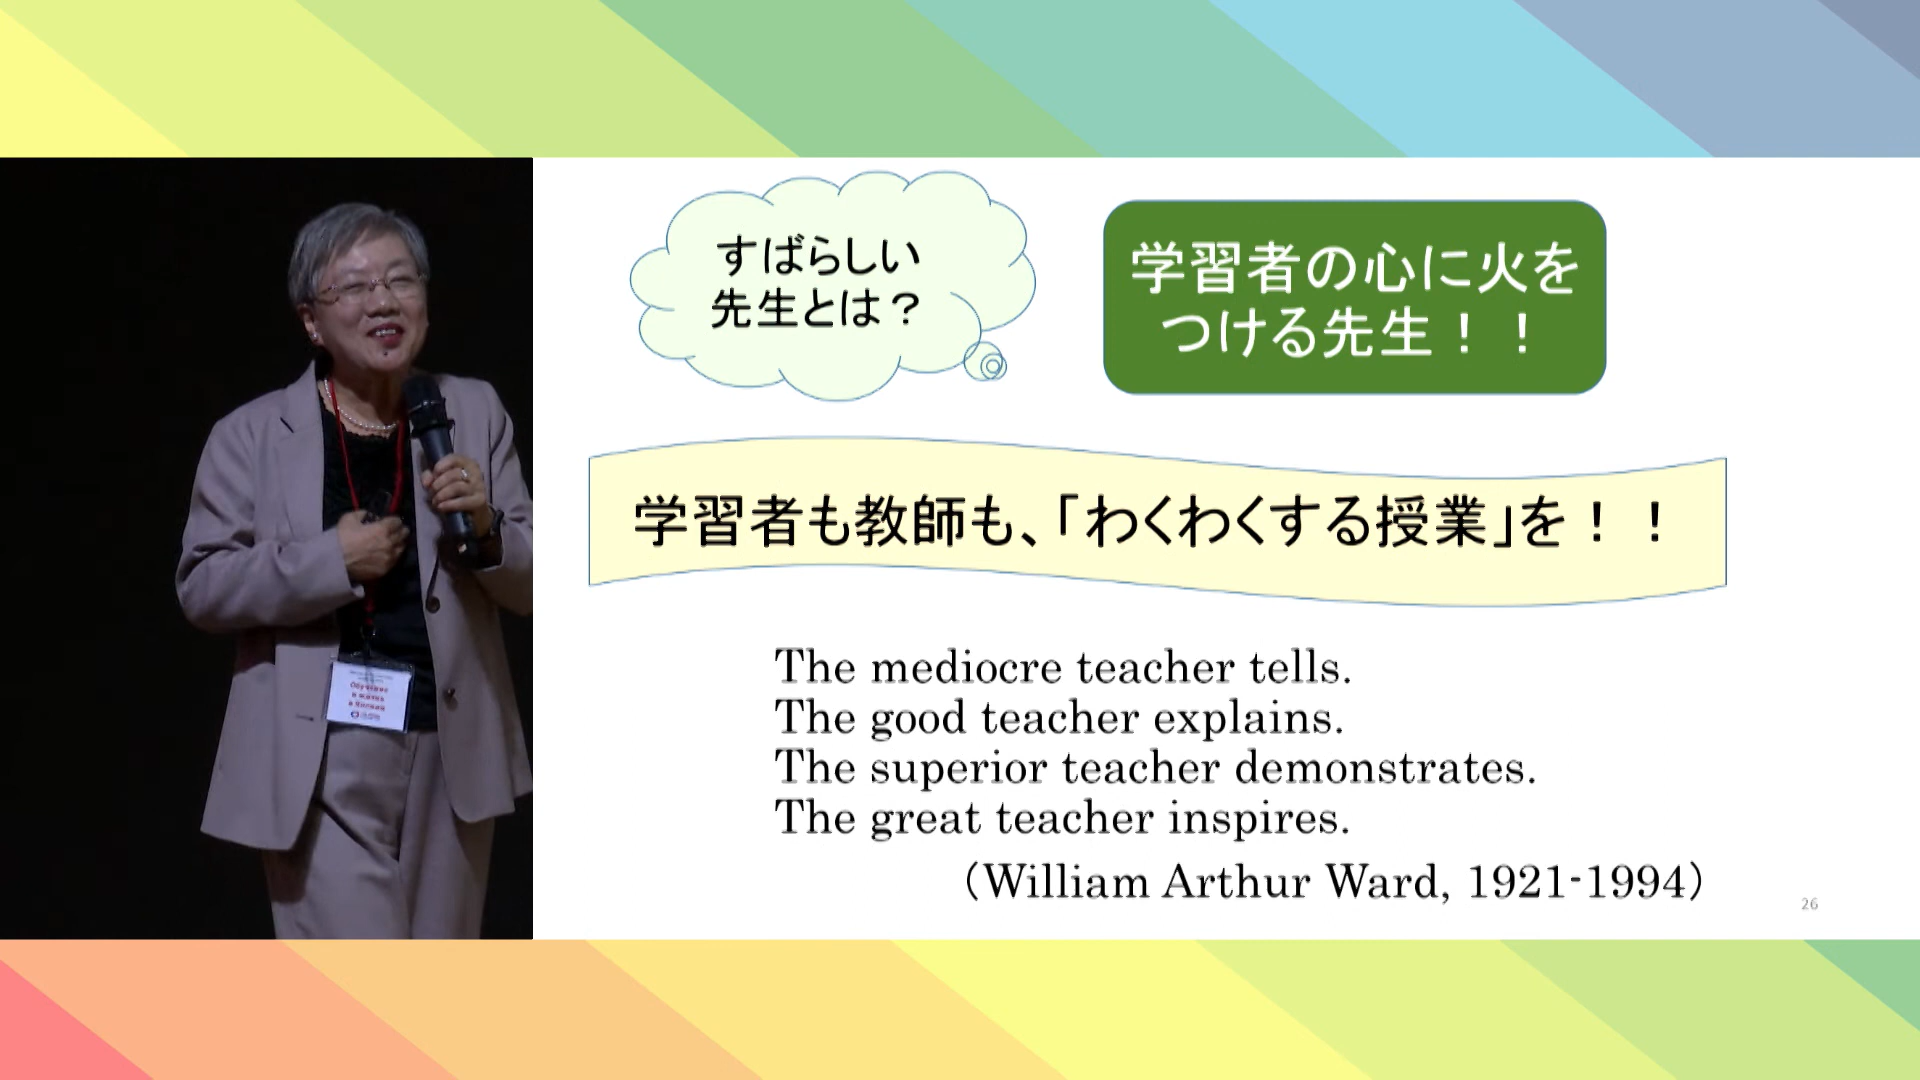 すばらしい
先生とは？
学習者の心に火を
つける先生！！
学習者も教師も、「わくわくする授業」を！！
The mediocre teacher tells.
The good teacher explains.
The superior teacher demonstrates.
The great teacher inspires.
（William Arthur Ward, 1921-1994）
26
Обучение
и жизнь
в Японии